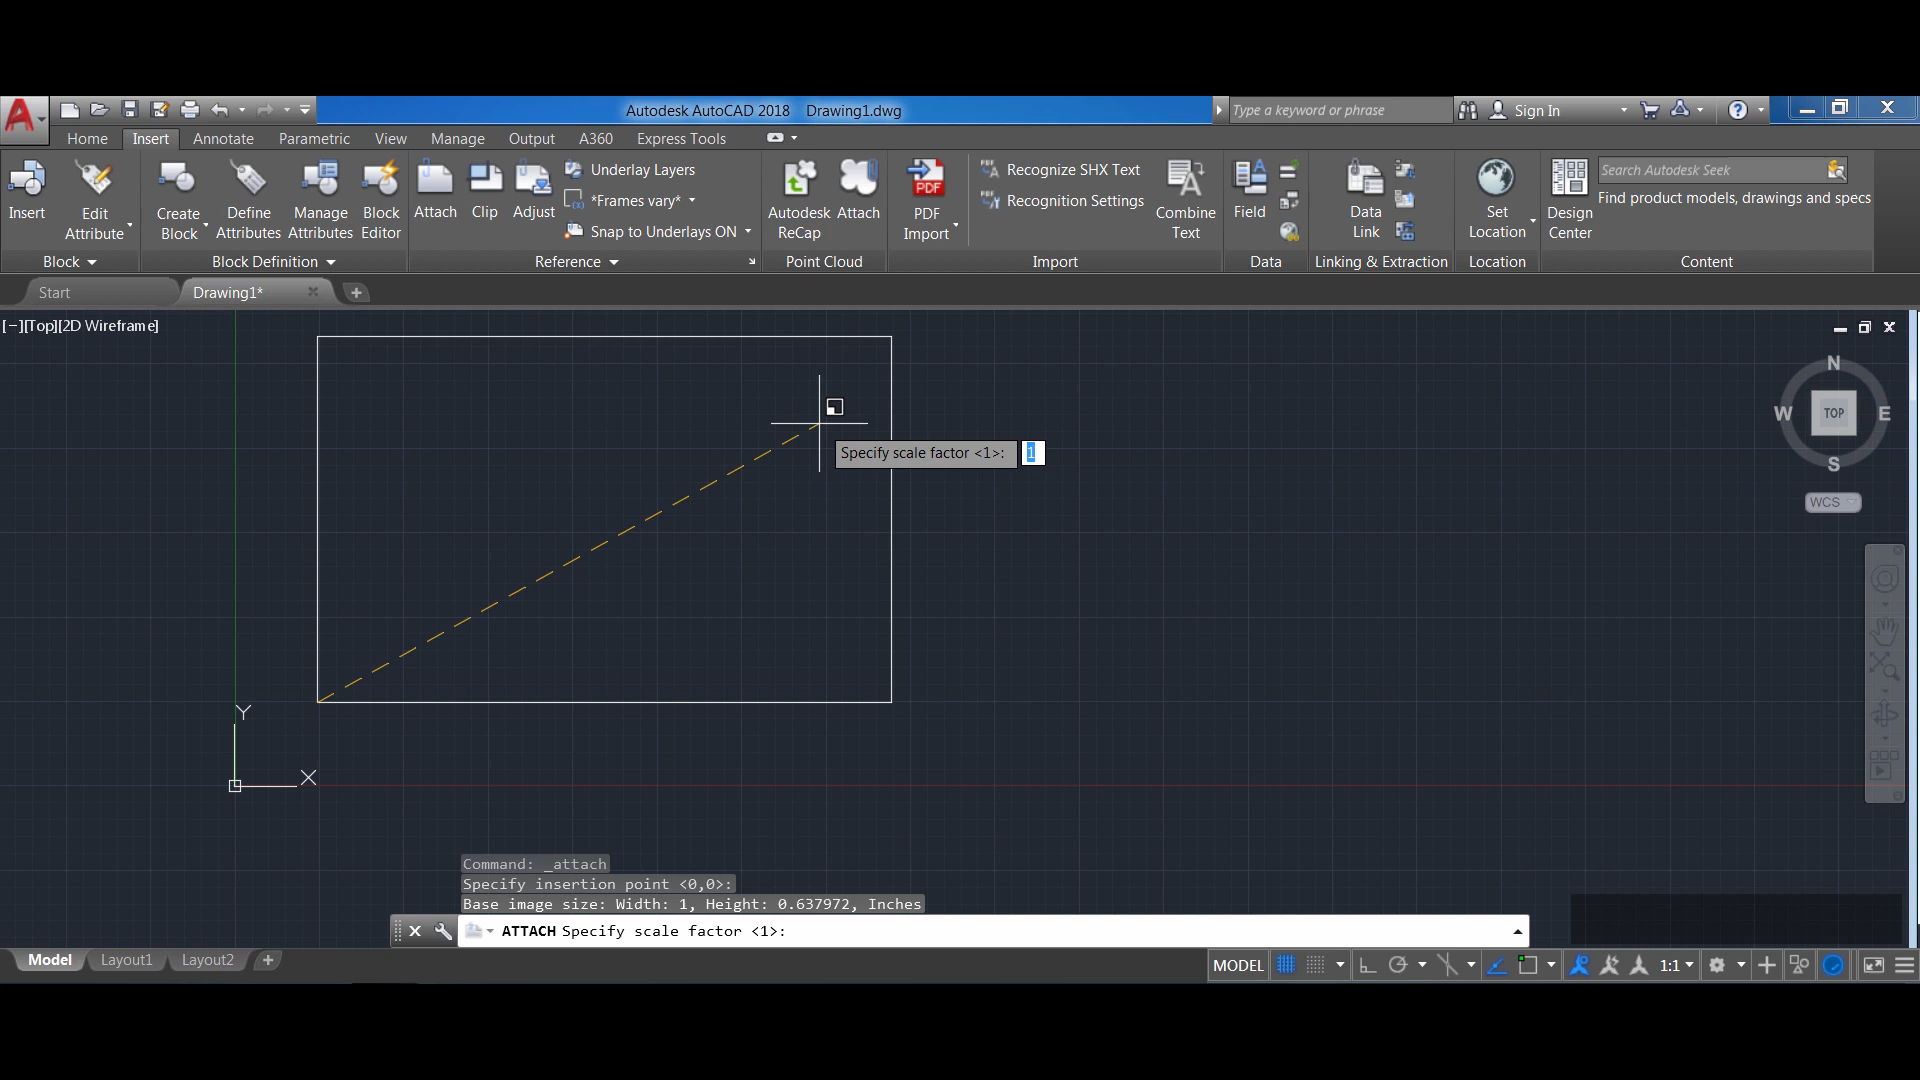 Autodesk AutoCAD 2018 Drawing1.dwg
Type a keyword or phrase
Sign In
Home Insert Annotate Parametric View Manage Output A360 Express Tools
Insert
Edit
Attribute
Create
Block
Define
Attributes
Manage
Attributes
Block
Editor
Attach
Clip
Adjust
Underlay Layers
*Frames vary*
Snap to Underlays ON
Autodesk
ReCap
Attach
PDF
PDF
Import
Recognize SHX Text
Recognition Settings
Combine
Text
Field
Data
Link
Set
Location
Design
Center
Search Autodesk Seek
Find product models, drawings and specs
Block
Block Definition
Reference
Point Cloud
Import
Data
Linking & Extraction
Location
Content
Start
Drawing1*
[−][Top][2D Wireframe]
N
W
TOP
E
S
WCS
Specify scale factor <1>: 1
Y
X
Command: _attach
Specify insertion point <0,0>:
Base image size: Width: 1, Height: 0.637972, Inches
ATTACH Specify scale factor <1>:
Model Layout1 Layout2
MODEL
1:1